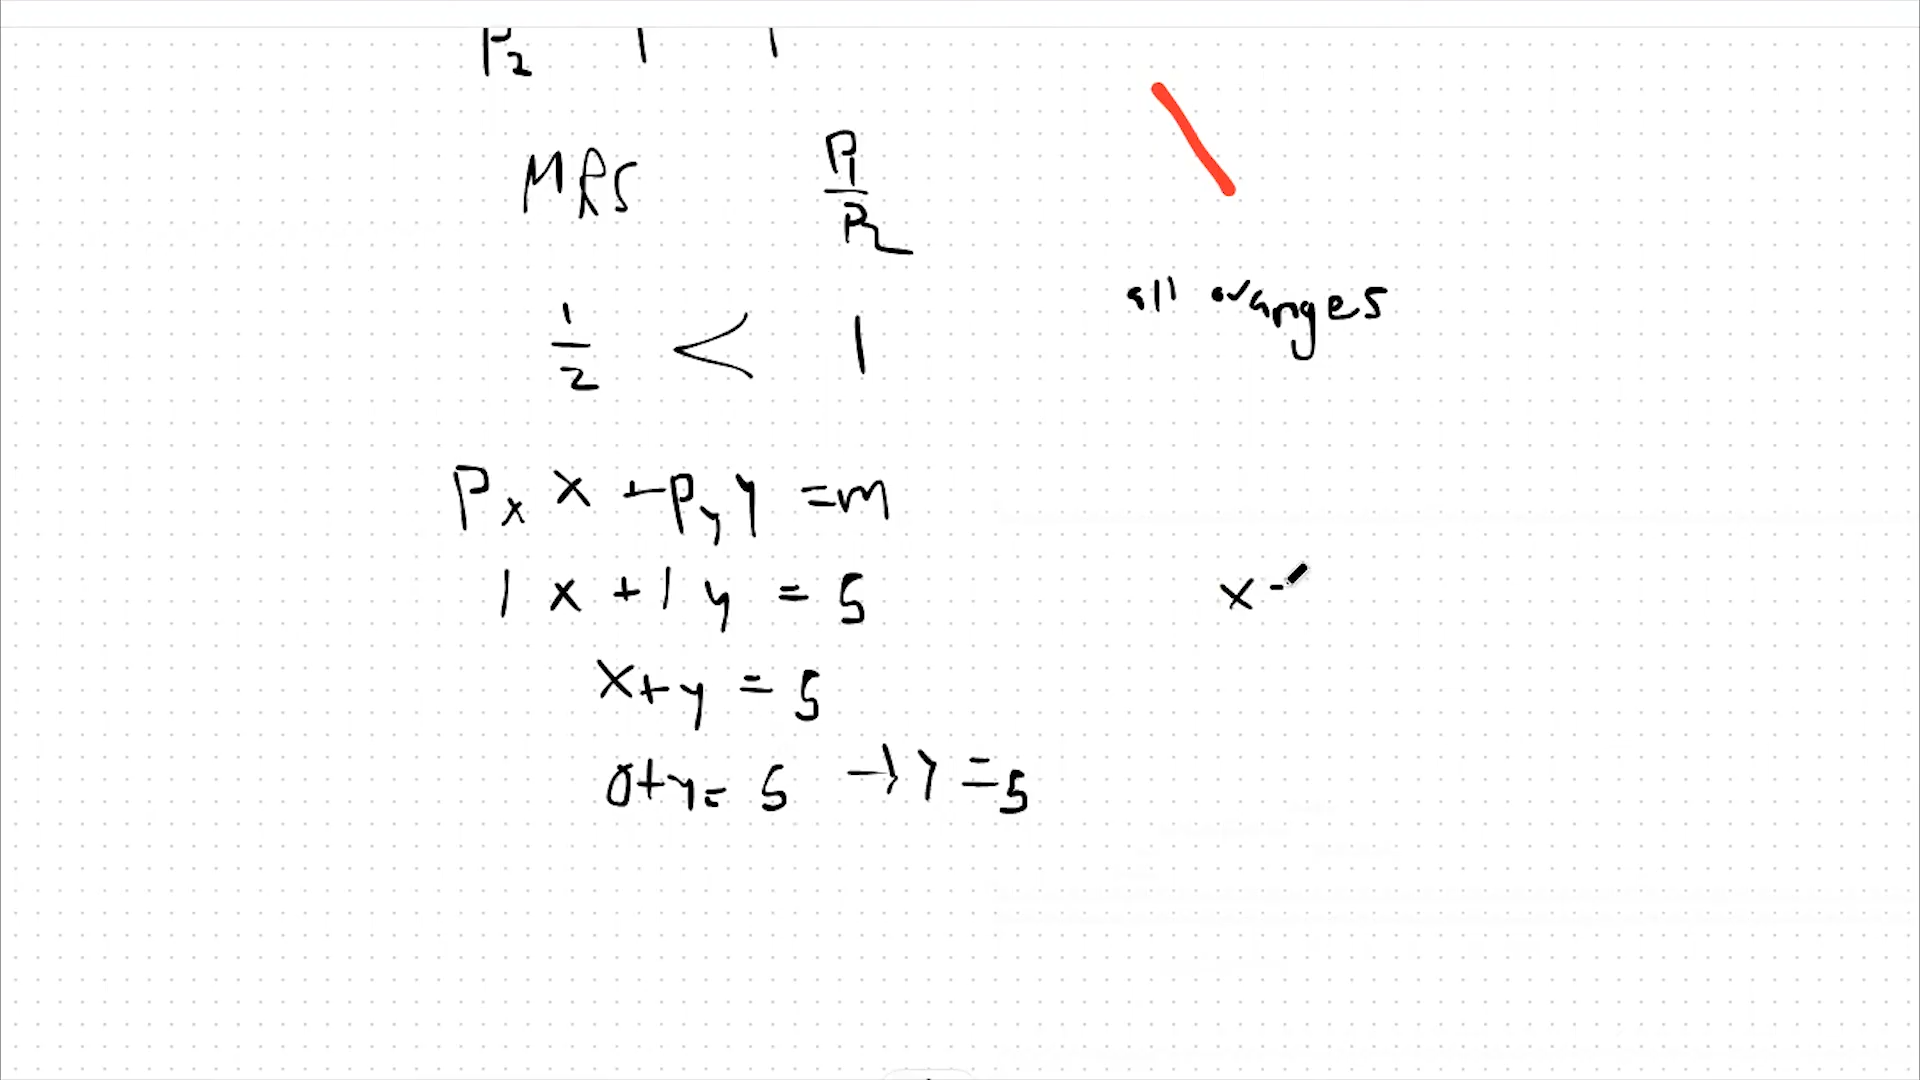 P2 1 1
MRS P1/P2
1/2 < 1
all oranges
Px x + Py y = m
1 x + 1 y = 5
x -
x + y = 5
0 + y = 5 → y = 5